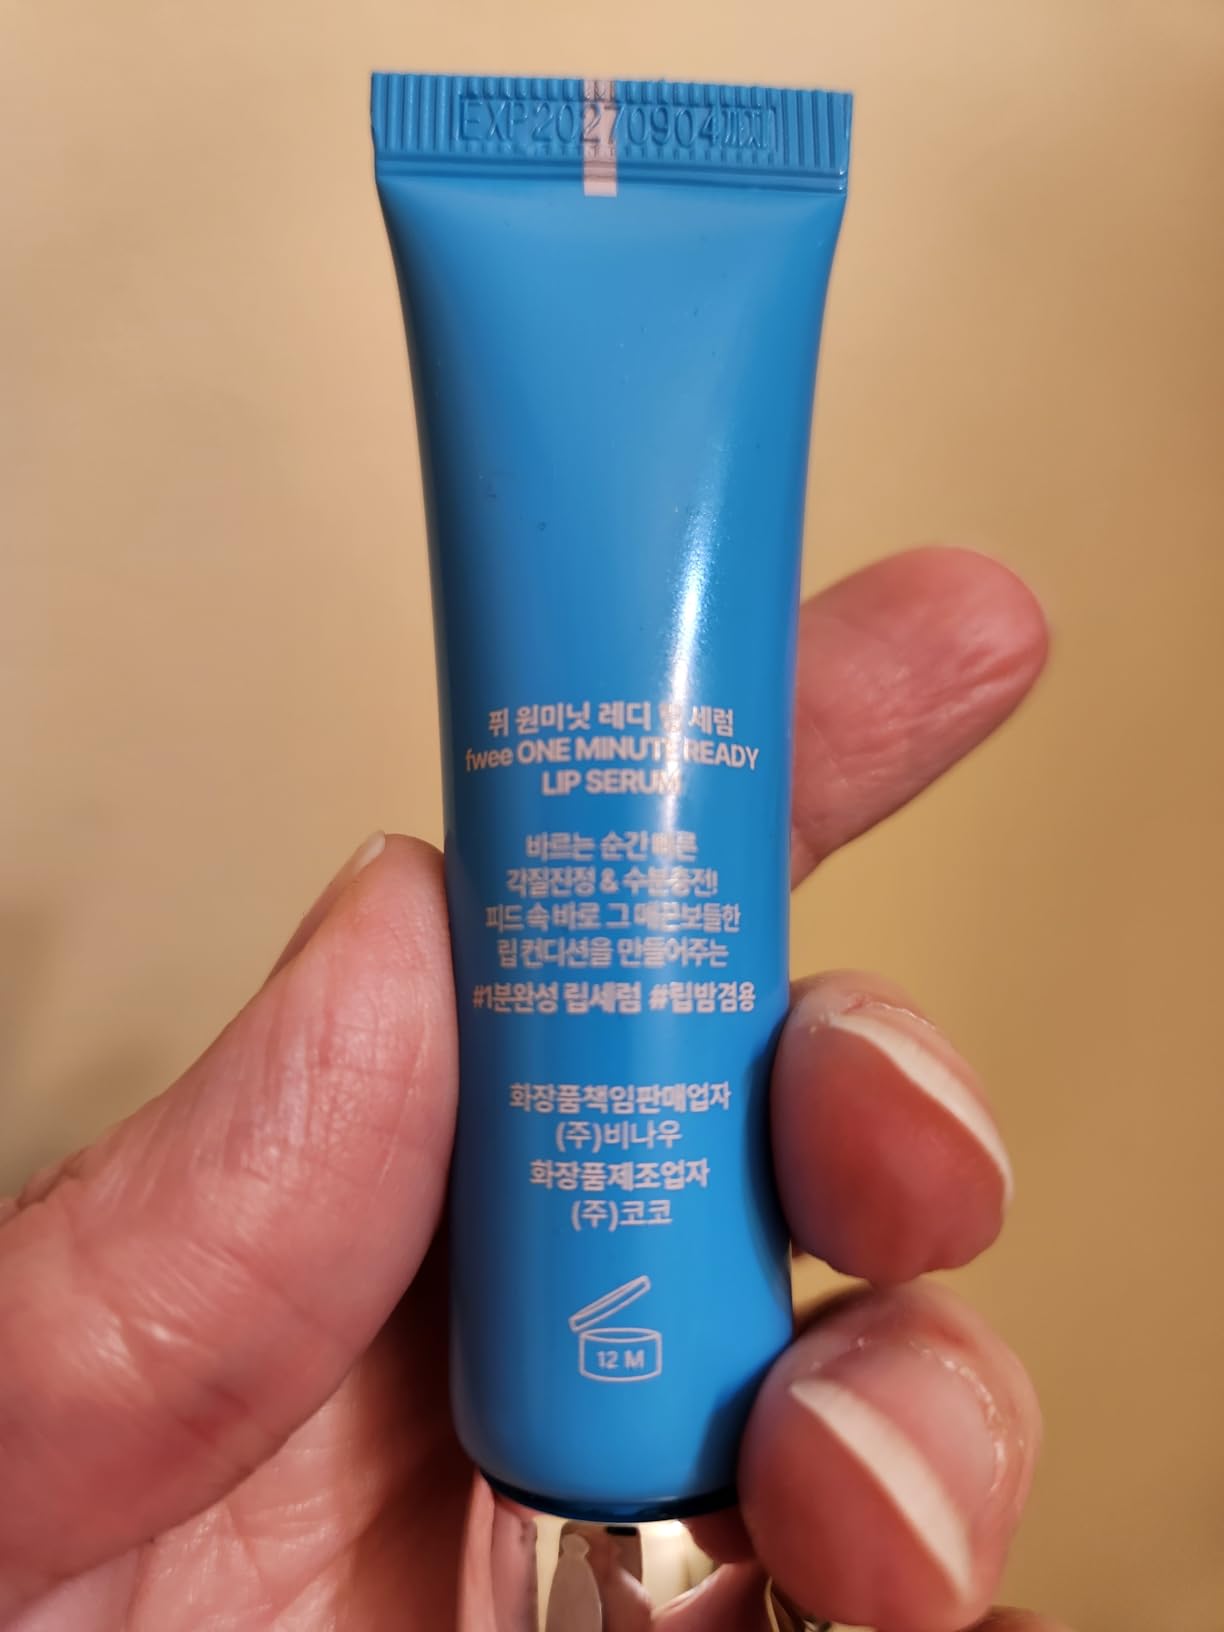 EXP20270904까지
퓌 원미닛 레디 립 세럼
fwee ONE MINUTE READY
LIP SERUM
바르는 순간 빠른
각질진정 & 수분충전!
피드 속 바로 그 매끈보들한
립 컨디션을 만들어주는
#1분완성 립세럼 #립밤겸용
화장품책임판매업자
(주)비나우
화장품제조업자
(주)코코
12 M